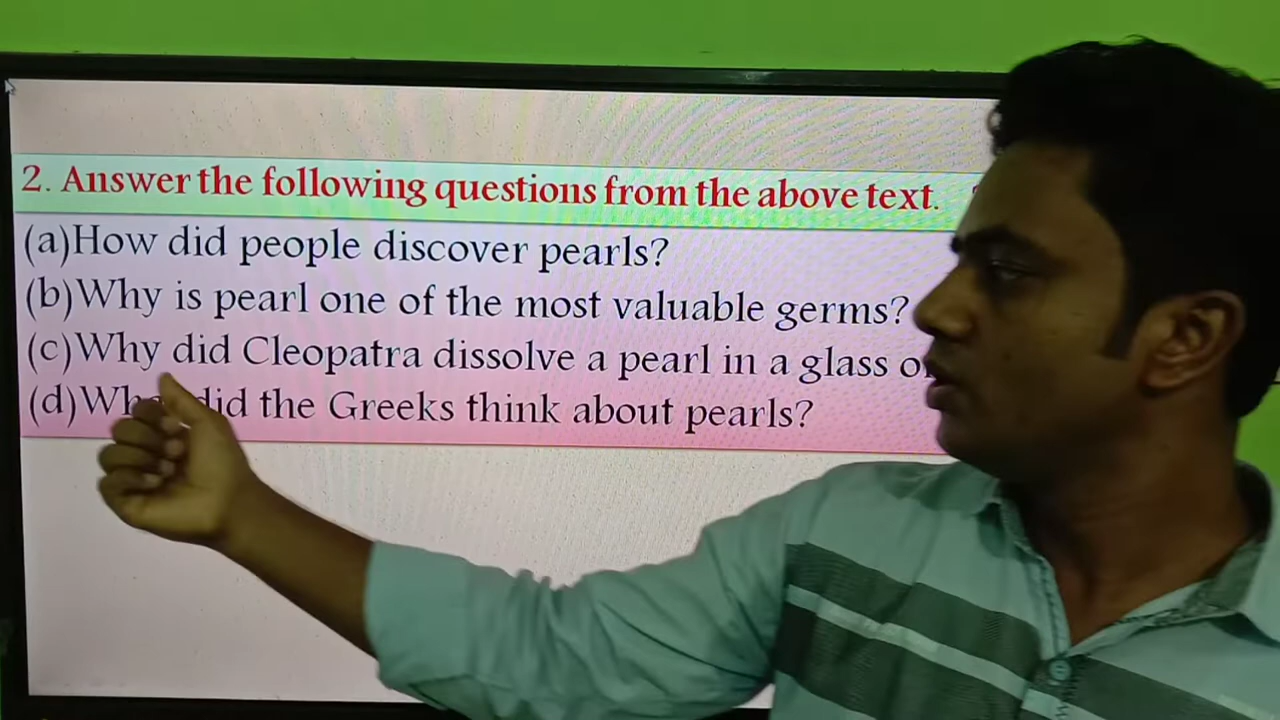 2. Answer the following questions from the above text.
(a)How did people discover pearls?
(b)Why is pearl one of the most valuable germs?
(c)Why did Cleopatra dissolve a pearl in a glass
(d) did the Greeks think about pearls?